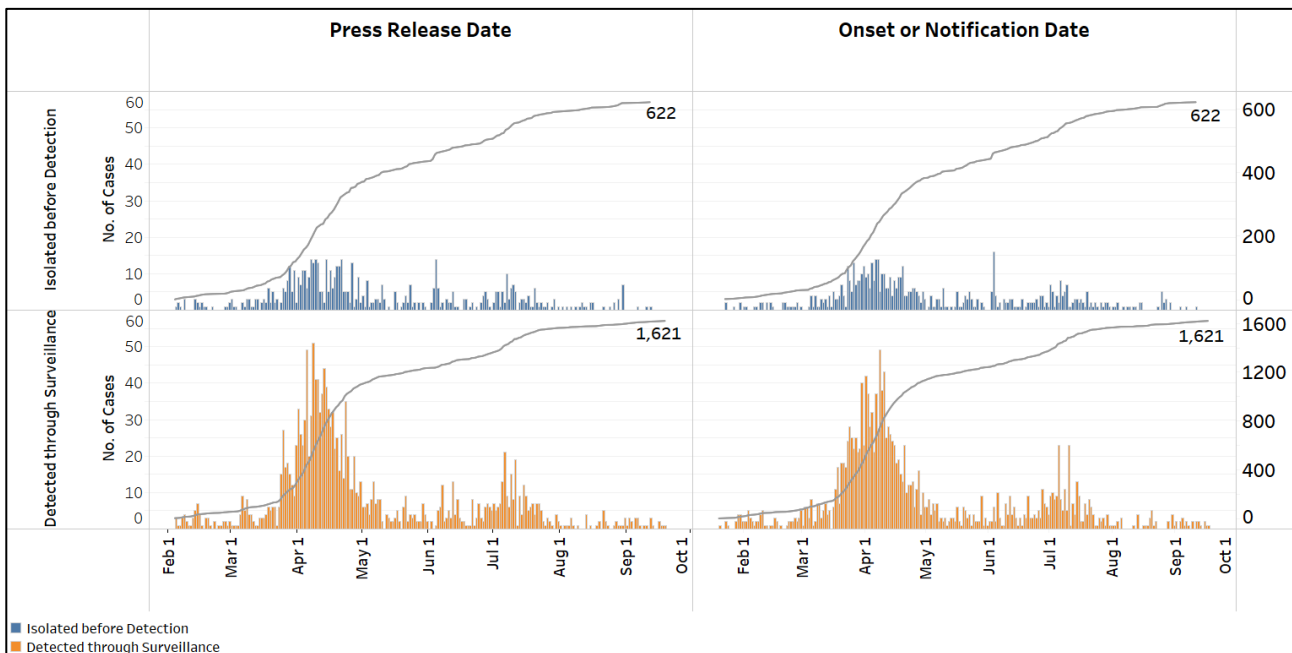 Press Release Date
Onset or Notification Date
Isolated before Detection
No. of Cases
60
50
40
30
20
10
0
622
622
600
400
200
0
Detected through Surveillance
No. of Cases
60
50
40
30
20
10
0
1,621
1,621
1600
1200
800
400
0
Feb 1
Mar 1
Apr 1
May 1
Jun 1
Jul 1
Aug 1
Sep 1
Oct 1
Feb 1
Mar 1
Apr 1
May 1
Jun 1
Jul 1
Aug 1
Sep 1
Oct 1
Isolated before Detection
Detected through Surveillance